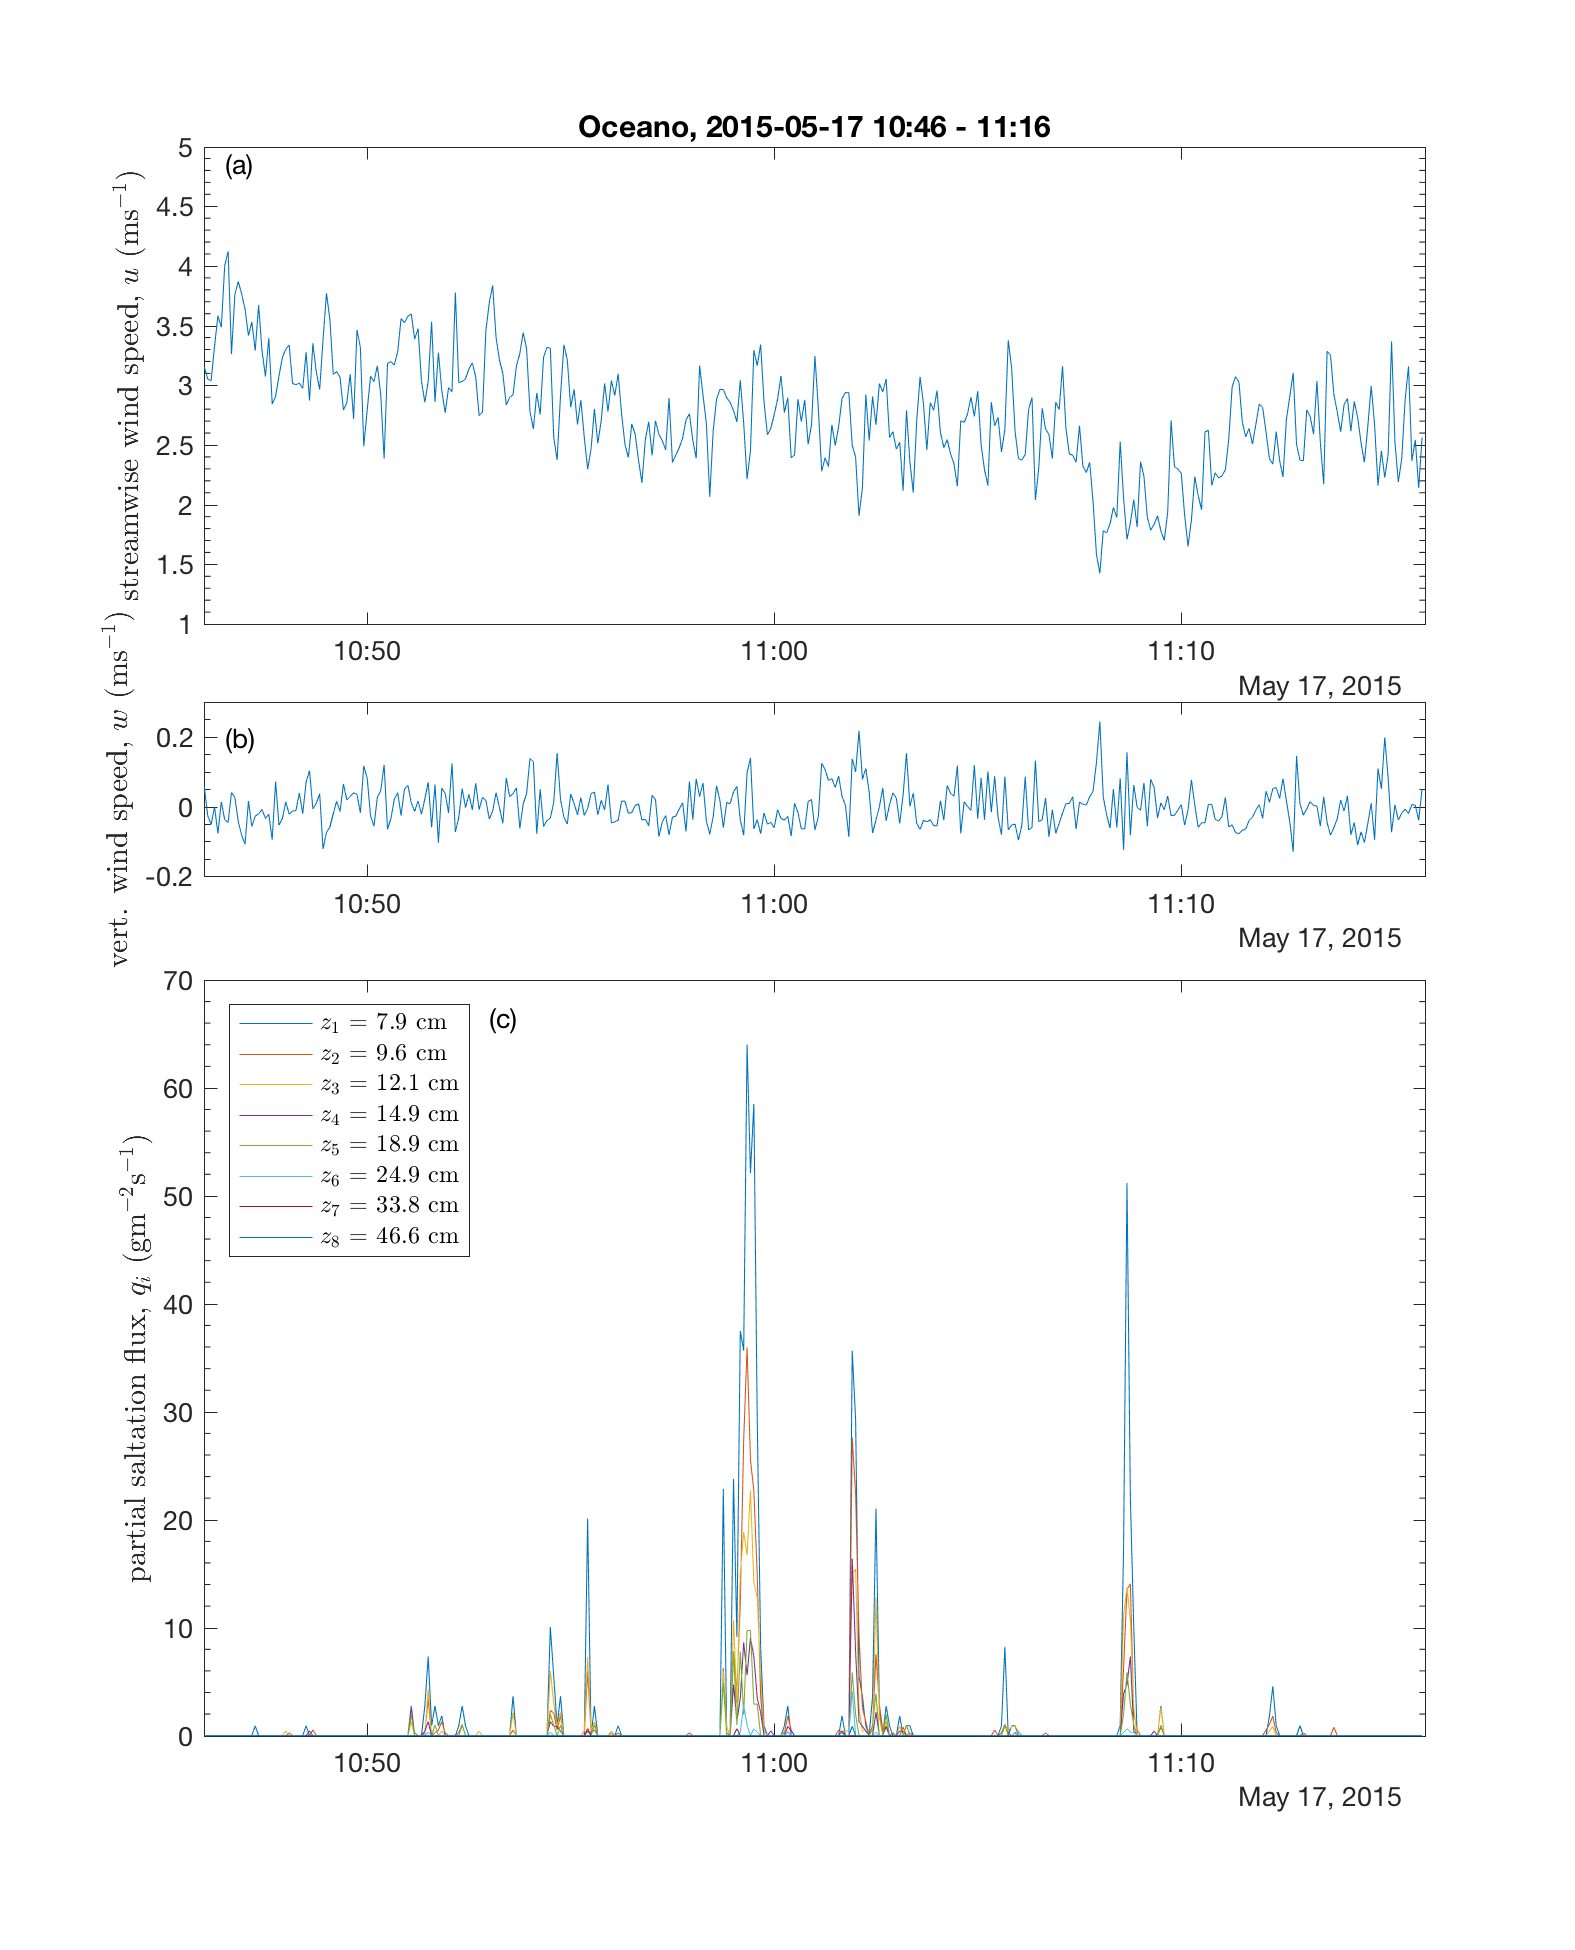 Oceano, 2015-05-17 10:46 - 11:16
(a)
streamwise wind speed, u (ms⁻¹)
5
4.5
4
3.5
3
2.5
2
1.5
1
10:50 11:00 11:10
May 17, 2015
(b)
vert. wind speed, w (ms⁻¹)
0.2
0
-0.2
10:50 11:00 11:10
May 17, 2015
(c)
partial saltation flux, qᵢ (gm⁻²s⁻¹)
70
60
50
40
30
20
10
0
z₁ = 7.9 cm
z₂ = 9.6 cm
z₃ = 12.1 cm
z₄ = 14.9 cm
z₅ = 18.9 cm
z₆ = 24.9 cm
z₇ = 33.8 cm
z₈ = 46.6 cm
10:50 11:00 11:10
May 17, 2015